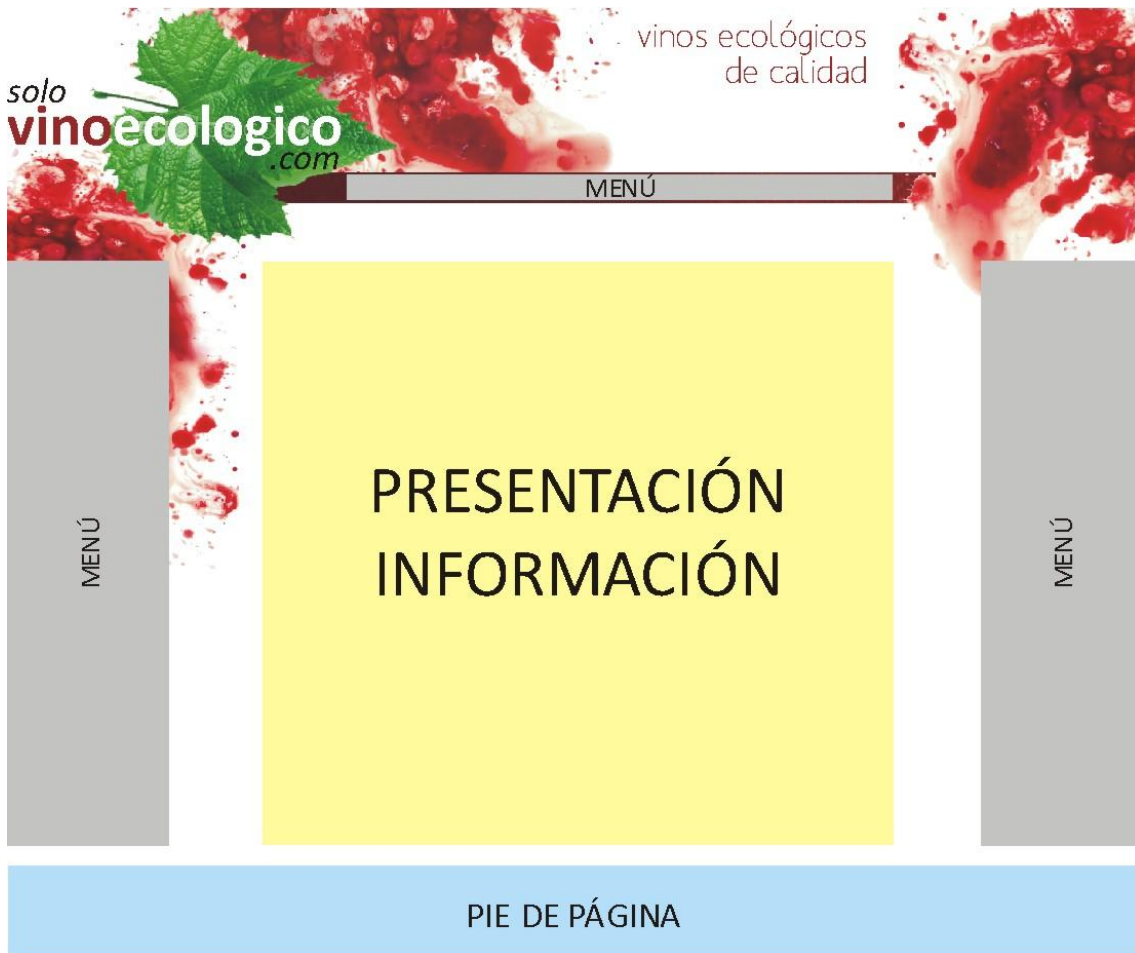 vinos ecológicos
de calidad
solo
vinoecologico
.com
MENÚ
MENÚ
PRESENTACIÓN
INFORMACIÓN
MENÚ
PIE DE PÁGINA